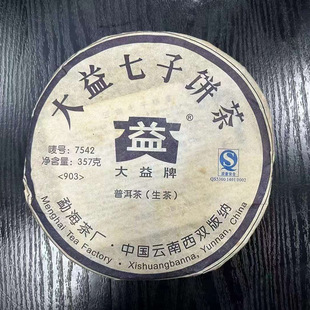 大益七子饼茶
益
®
大益牌
普洱茶（生茶）
唛号：7542
净含量：357克
<903>
勐海茶厂·中国云南西双版纳
Menghai Tea Factory · Xishuangbanna, Yunnan, China